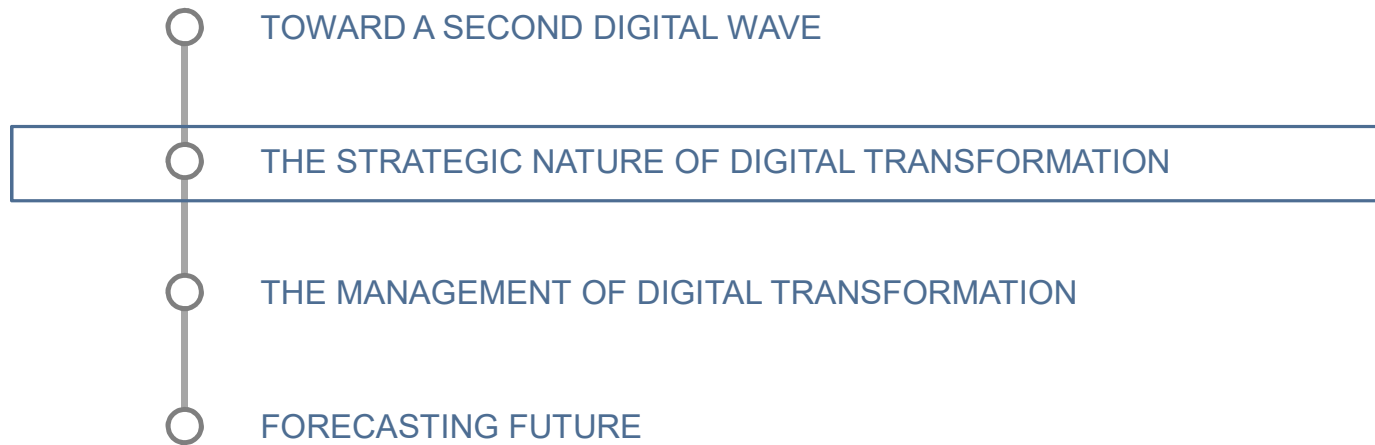 TOWARD A SECOND DIGITAL WAVE
THE STRATEGIC NATURE OF DIGITAL TRANSFORMATION
THE MANAGEMENT OF DIGITAL TRANSFORMATION
FORECASTING FUTURE